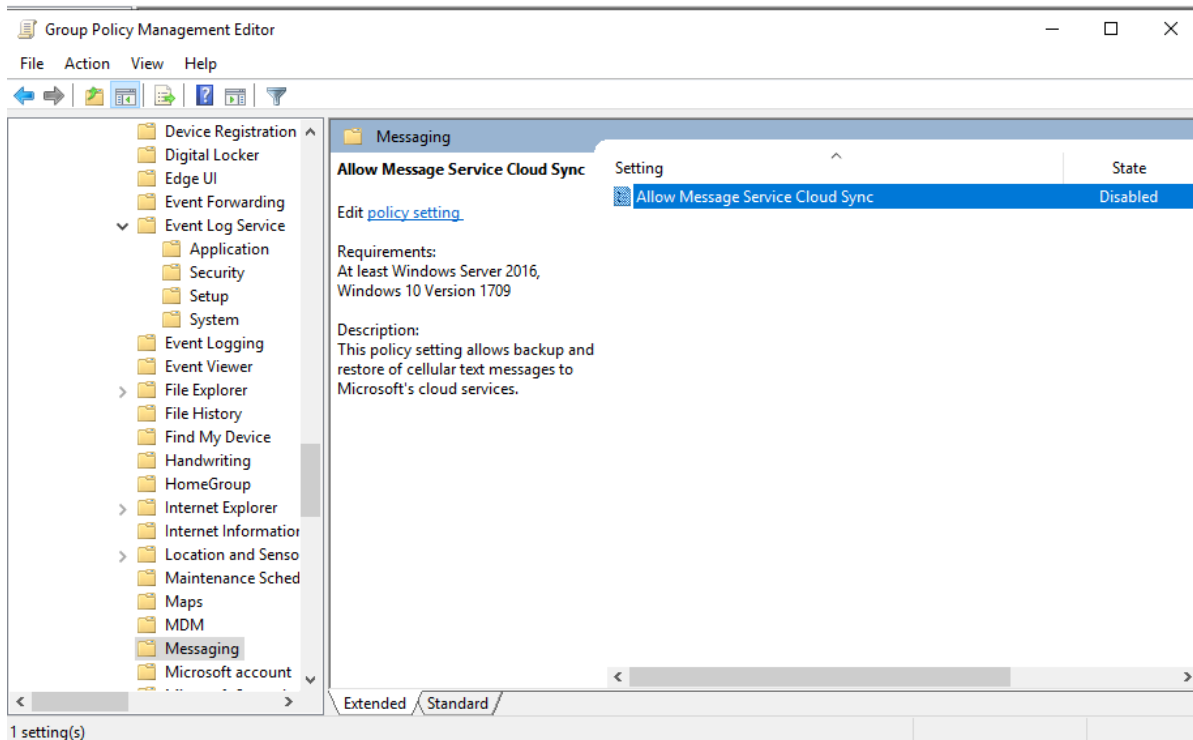 Group Policy Management Editor
File Action View Help
Device Registration
Digital Locker
Edge UI
Event Forwarding
Event Log Service
Application
Security
Setup
System
Event Logging
Event Viewer
File Explorer
File History
Find My Device
Handwriting
HomeGroup
Internet Explorer
Internet Information
Location and Senso
Maintenance Sched
Maps
MDM
Messaging
Microsoft account
Messaging
Allow Message Service Cloud Sync
Edit policy setting
Requirements:
At least Windows Server 2016,
Windows 10 Version 1709
Description:
This policy setting allows backup and
restore of cellular text messages to
Microsoft's cloud services.
Setting State
Allow Message Service Cloud Sync Disabled
Extended Standard
1 setting(s)